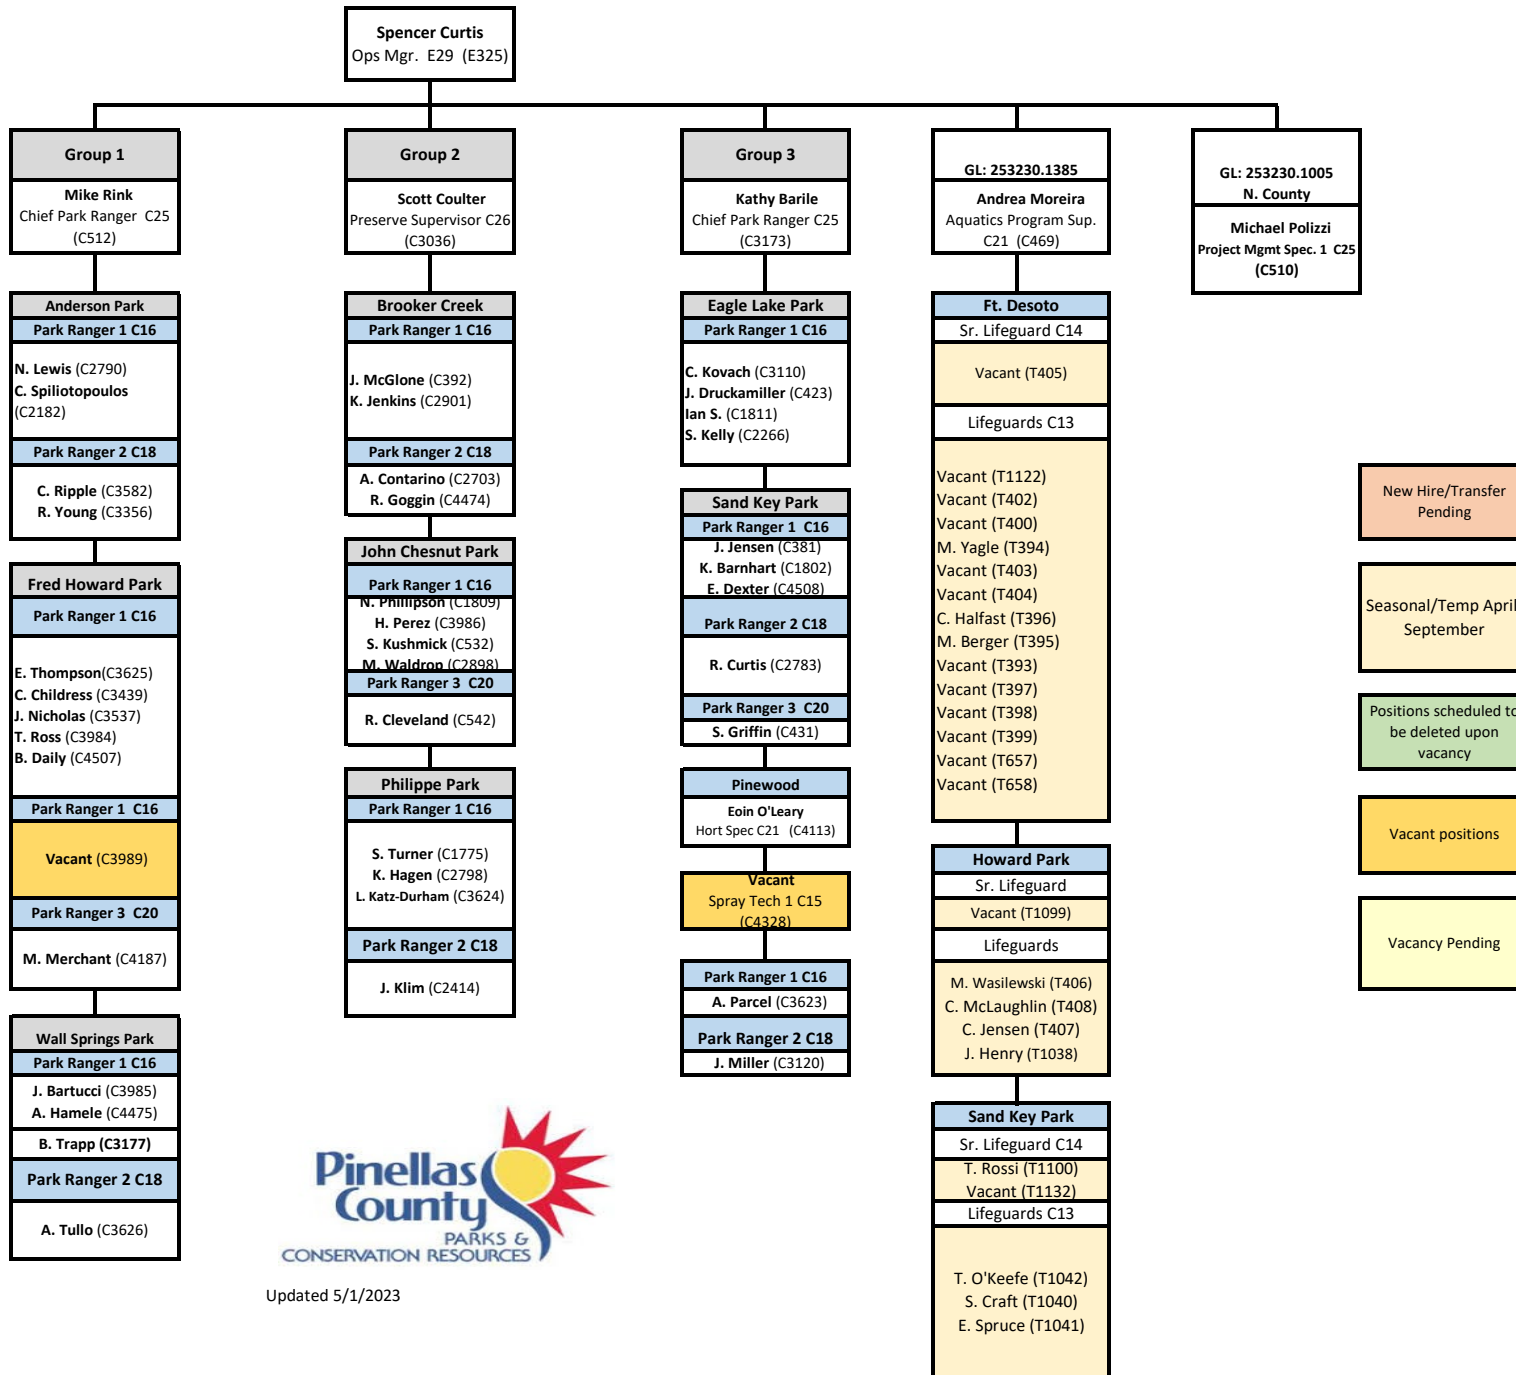 Spencer Curtis
Ops Mgr. E29 (E325)
Group 1
Mike Rink
Chief Park Ranger C25
(C512)
Anderson Park
Park Ranger 1 C16
N. Lewis (C2790)
C. Spiliotopoulos
(C2182)
Park Ranger 2 C18
C. Ripple (C3582)
R. Young (C3356)
Fred Howard Park
Park Ranger 1 C16
E. Thompson(C3625)
C. Childress (C3439)
J. Nicholas (C3537)
T. Ross (C3984)
B. Daily (C4507)
Park Ranger 1 C16
Vacant (C3989)
Park Ranger 3 C20
M. Merchant (C4187)
Wall Springs Park
Park Ranger 1 C16
J. Bartucci (C3985)
A. Hamele (C4475)
B. Trapp (C3177)
Park Ranger 2 C18
A. Tullo (C3626)
Group 2
Scott Coulter
Preserve Supervisor C26
(C3036)
Brooker Creek
Park Ranger 1 C16
J. McGlone (C392)
K. Jenkins (C2901)
Park Ranger 2 C18
A. Contarino (C2703)
R. Goggin (C4474)
John Chesnut Park
Park Ranger 1 C16
N. Phillipson (C1809)
H. Perez (C3986)
S. Kushmick (C532)
M. Waldrop (C2898)
Park Ranger 3 C20
R. Cleveland (C542)
Philippe Park
Park Ranger 1 C16
S. Turner (C1775)
K. Hagen (C2798)
L. Katz-Durham (C3624)
Park Ranger 2 C18
J. Klim (C2414)
Group 3
Kathy Barile
Chief Park Ranger C25
(C3173)
Eagle Lake Park
Park Ranger 1 C16
C. Kovach (C3110)
J. Druckamiller (C423)
Ian S. (C1811)
S. Kelly (C2266)
Sand Key Park
Park Ranger 1 C16
J. Jensen (C381)
K. Barnhart (C1802)
E. Dexter (C4508)
Park Ranger 2 C18
R. Curtis (C2783)
Park Ranger 3 C20
S. Griffin (C431)
Pinewood
Eoin O'Leary
Hort Spec C21 (C4113)
Vacant
Spray Tech 1 C15
(C4328)
Park Ranger 1 C16
A. Parcel (C3623)
Park Ranger 2 C18
J. Miller (C3120)
GL: 253230.1385
Andrea Moreira
Aquatics Program Sup.
C21 (C469)
Ft. Desoto
Sr. Lifeguard C14
Vacant (T405)
Lifeguards C13
Vacant (T1122)
Vacant (T402)
Vacant (T400)
M. Yagle (T394)
Vacant (T403)
Vacant (T404)
C. Halfast (T396)
M. Berger (T395)
Vacant (T393)
Vacant (T397)
Vacant (T398)
Vacant (T399)
Vacant (T657)
Vacant (T658)
Howard Park
Sr. Lifeguard
Vacant (T1099)
Lifeguards
M. Wasilewski (T406)
C. McLaughlin (T408)
C. Jensen (T407)
J. Henry (T1038)
Sand Key Park
Sr. Lifeguard C14
T. Rossi (T1100)
Vacant (T1132)
Lifeguards C13
T. O'Keefe (T1042)
S. Craft (T1040)
E. Spruce (T1041)
GL: 253230.1005
N. County
Michael Polizzi
Project Mgmt Spec. 1 C25
(C510)
New Hire/Transfer
Pending
Seasonal/Temp April
September
Positions scheduled to
be deleted upon
vacancy
Vacant positions
Vacancy Pending
Pinellas
County
PARKS &
CONSERVATION RESOURCES
Updated 5/1/2023